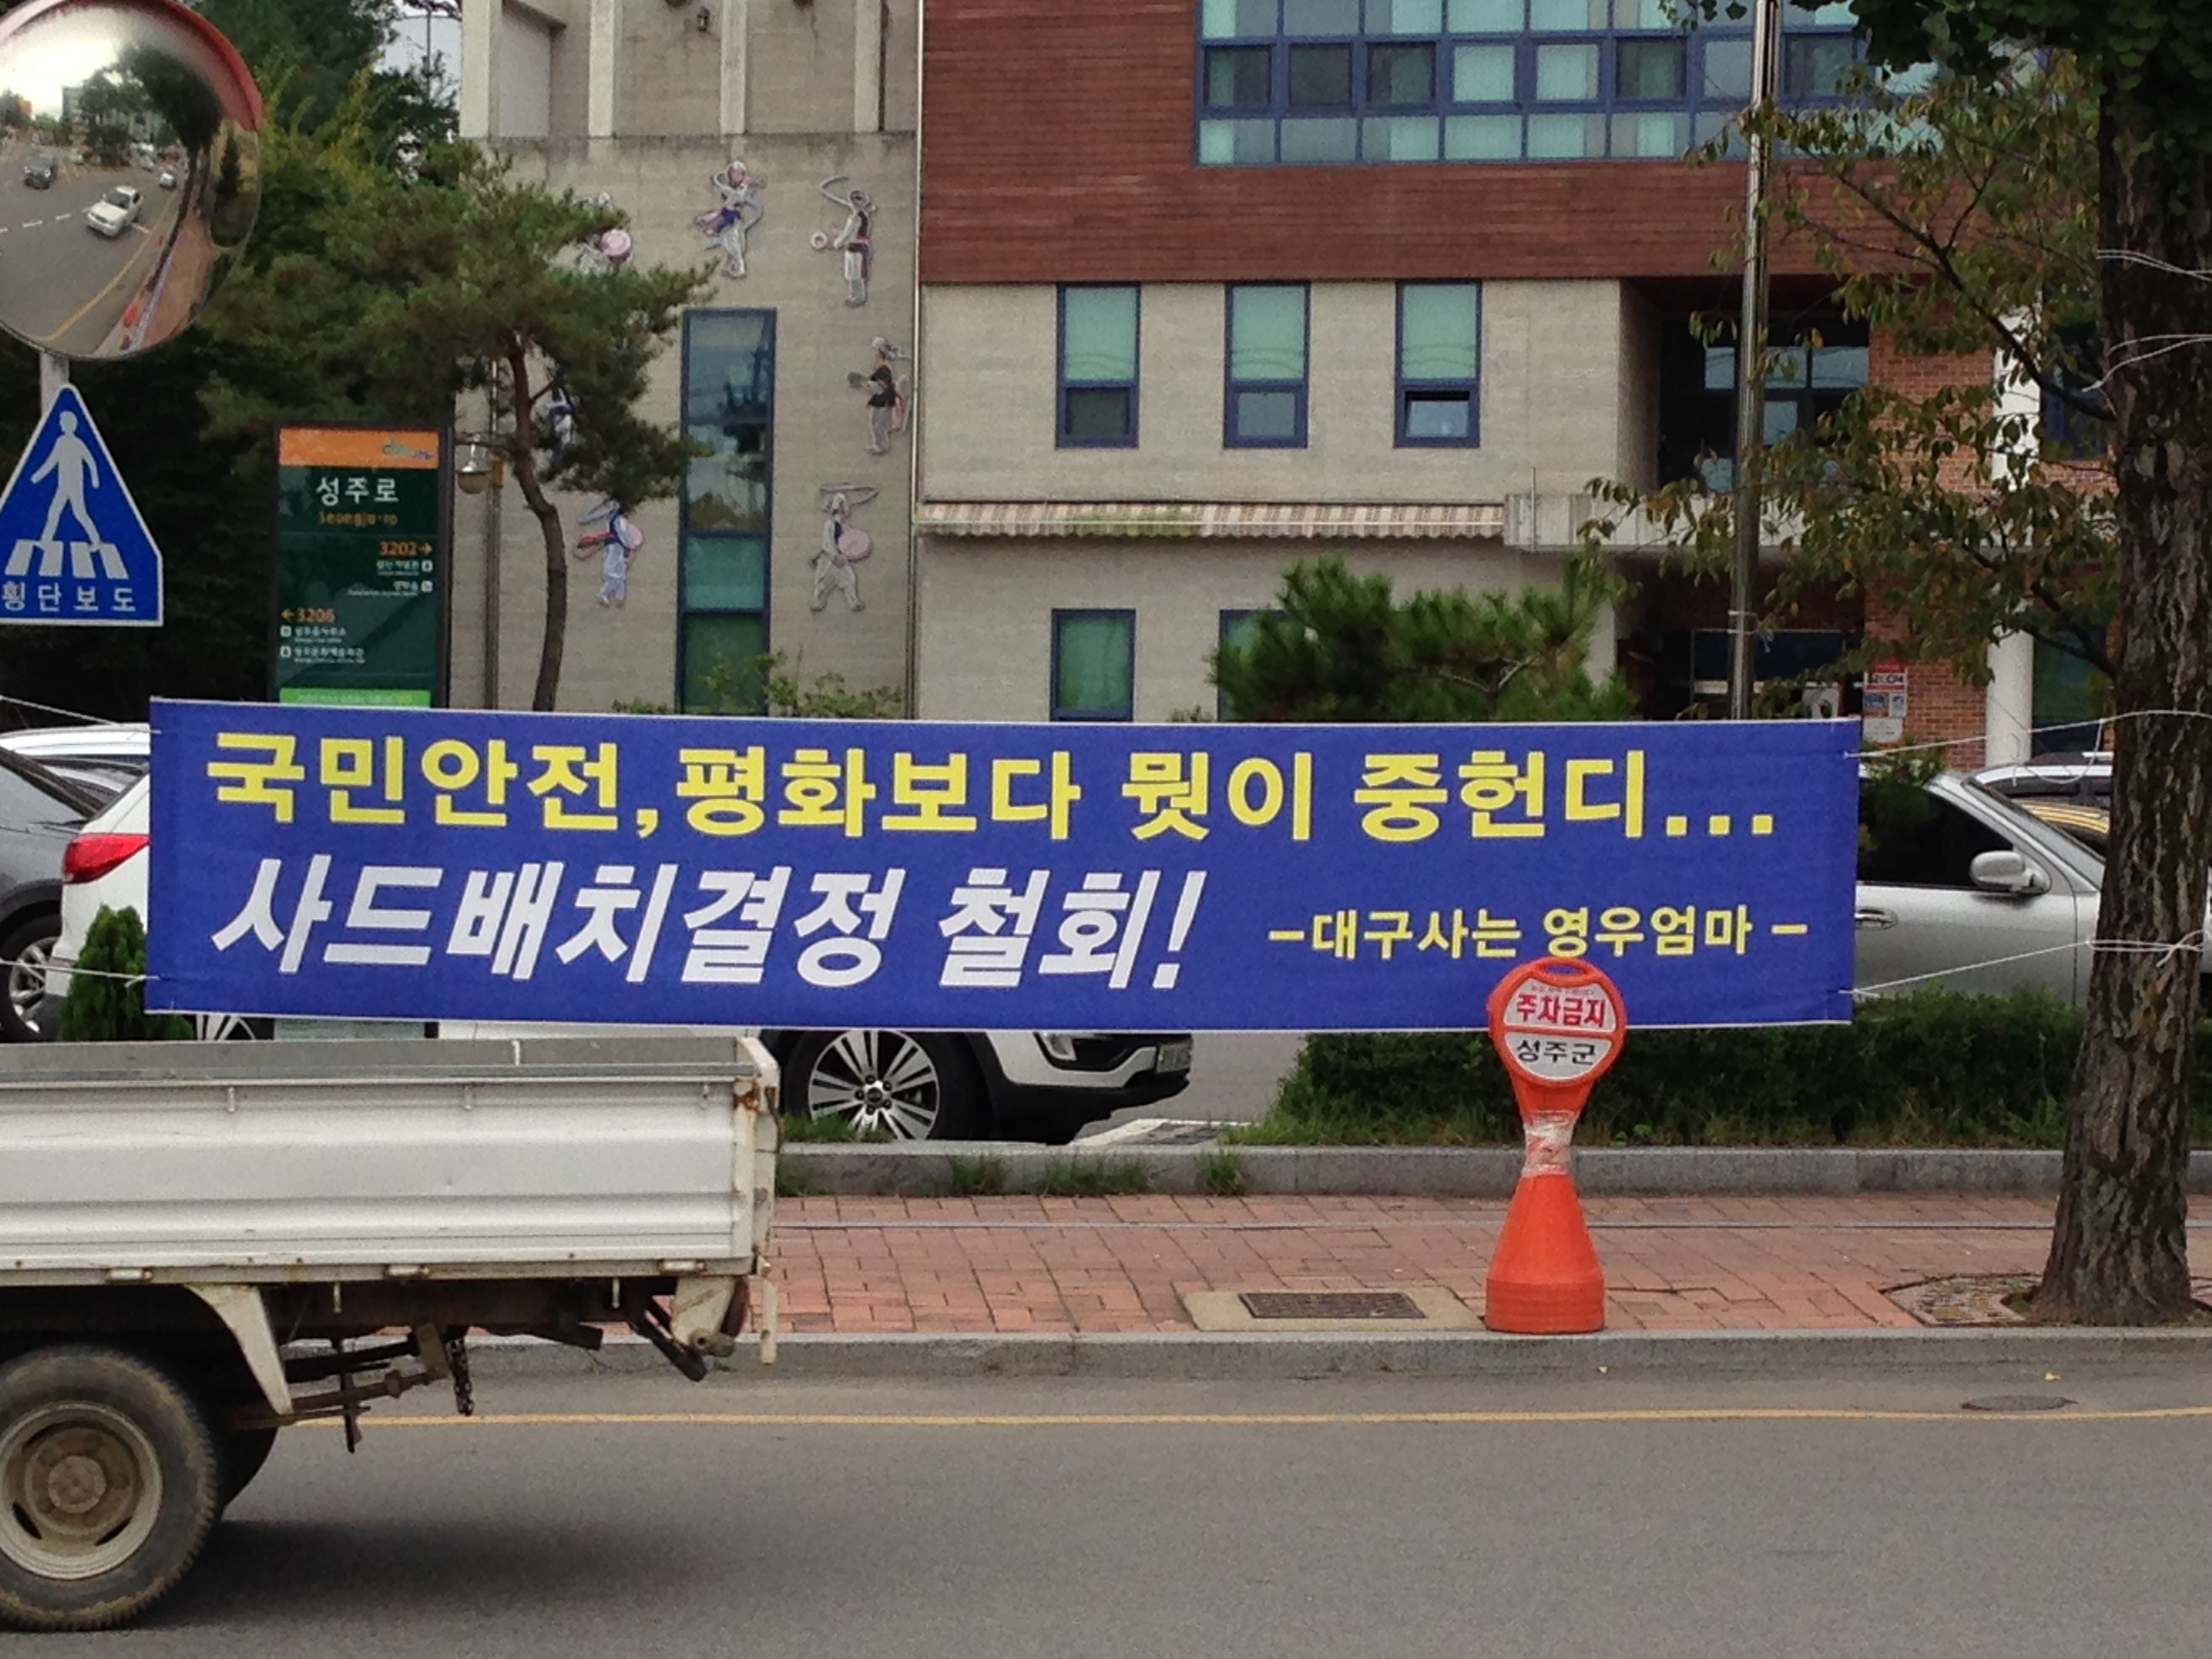 횡단보도
성주로
Seongju-ro
3202→
←3206
국민안전,평화보다 뭣이 중헌디...
사드배치결정 철회!
-대구사는 영우엄마-
주차금지
성주군